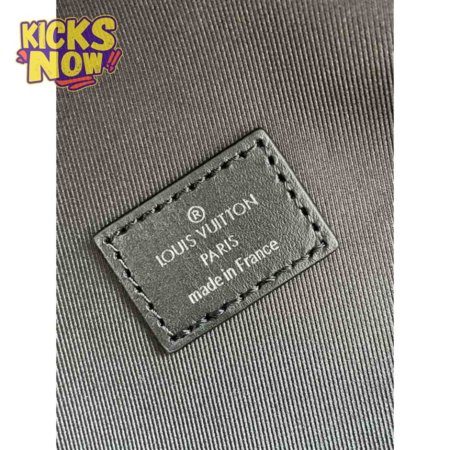 KICKS
NOW!
®
LOUIS VUITTON
PARIS
made in France